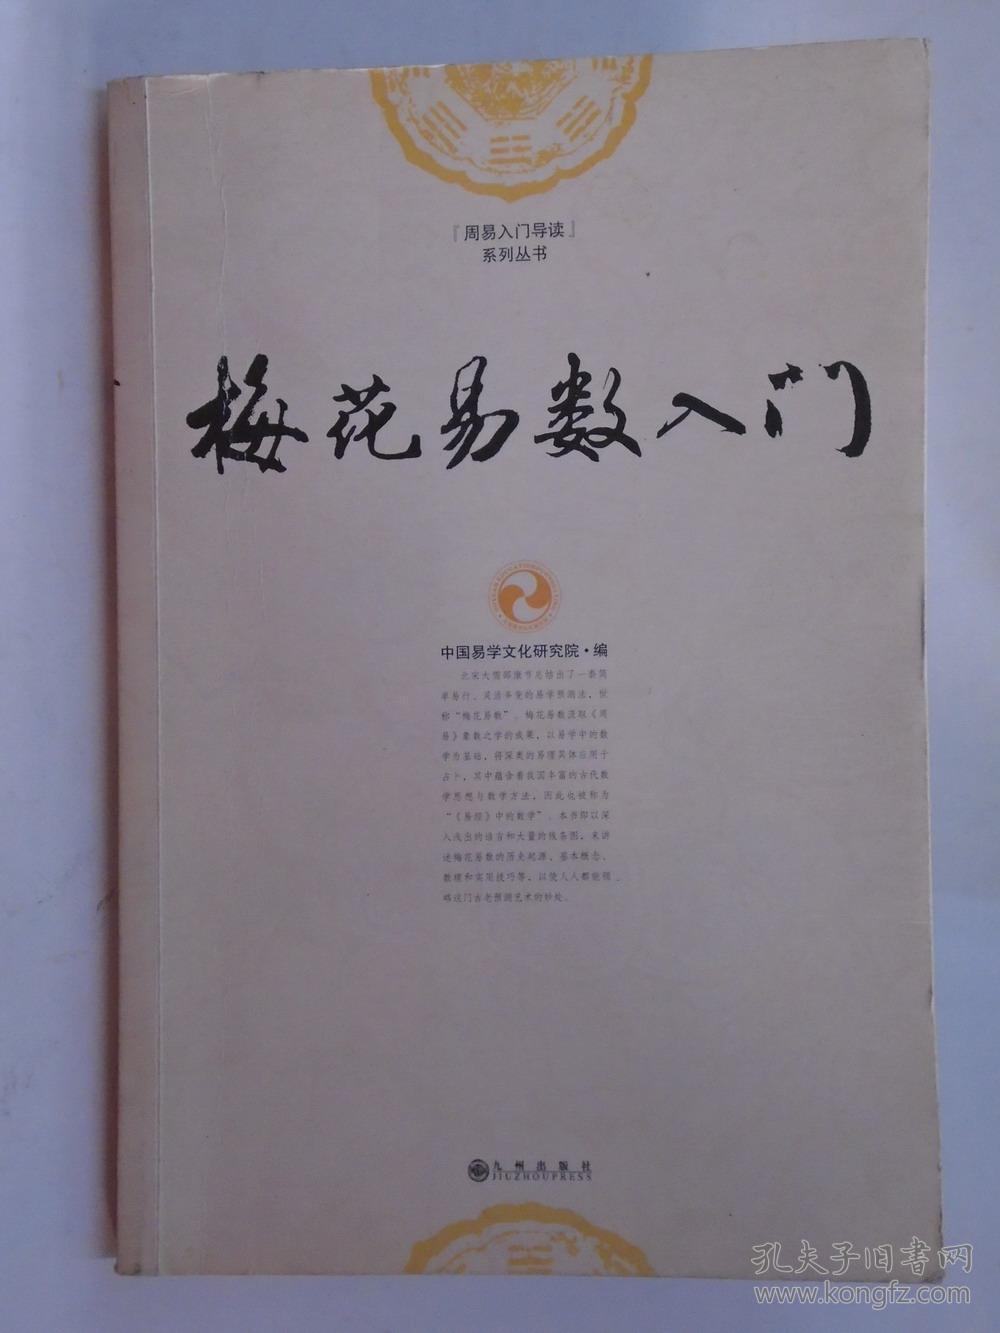 『周易入门导读』
系列丛书
梅花易数入门
中国易学文化研究院·编
北宋大儒邵康节总结出了一套简
单易行、灵活多变的易学预测法，世
称“梅花易数”。梅花易数汲取《周
易》象数之学的成果，以易学中的数
学为基础，将深奥的易理具体应用于
占卜，其中蕴含着我国丰富的古代数
学思想与数学方法，因此也被称为
“《易经》中的数学”。本书即以深
入浅出的语言和大量的线条图，来讲
述梅花易数的历史起源、基本概念、
数理和实用技巧等，以使人人都能领
略这门古老预测艺术的妙处。
九州出版社
JIUZHOUPRESS
孔夫子旧书网
www.kongfz.com